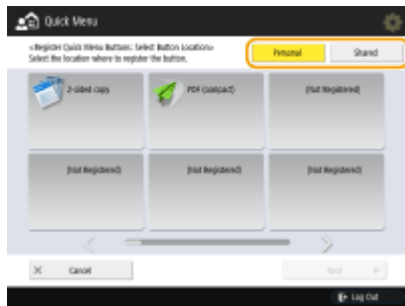 Quick Menu
<Register Quick Menu Buttons: Select Button Location>
Select the location where to register the button.
Personal
Shared
2-sided copy
PDF (compact)
(Not Registered)
(Not Registered)
(Not Registered)
(Not Registered)
Cancel
Next
Log Out